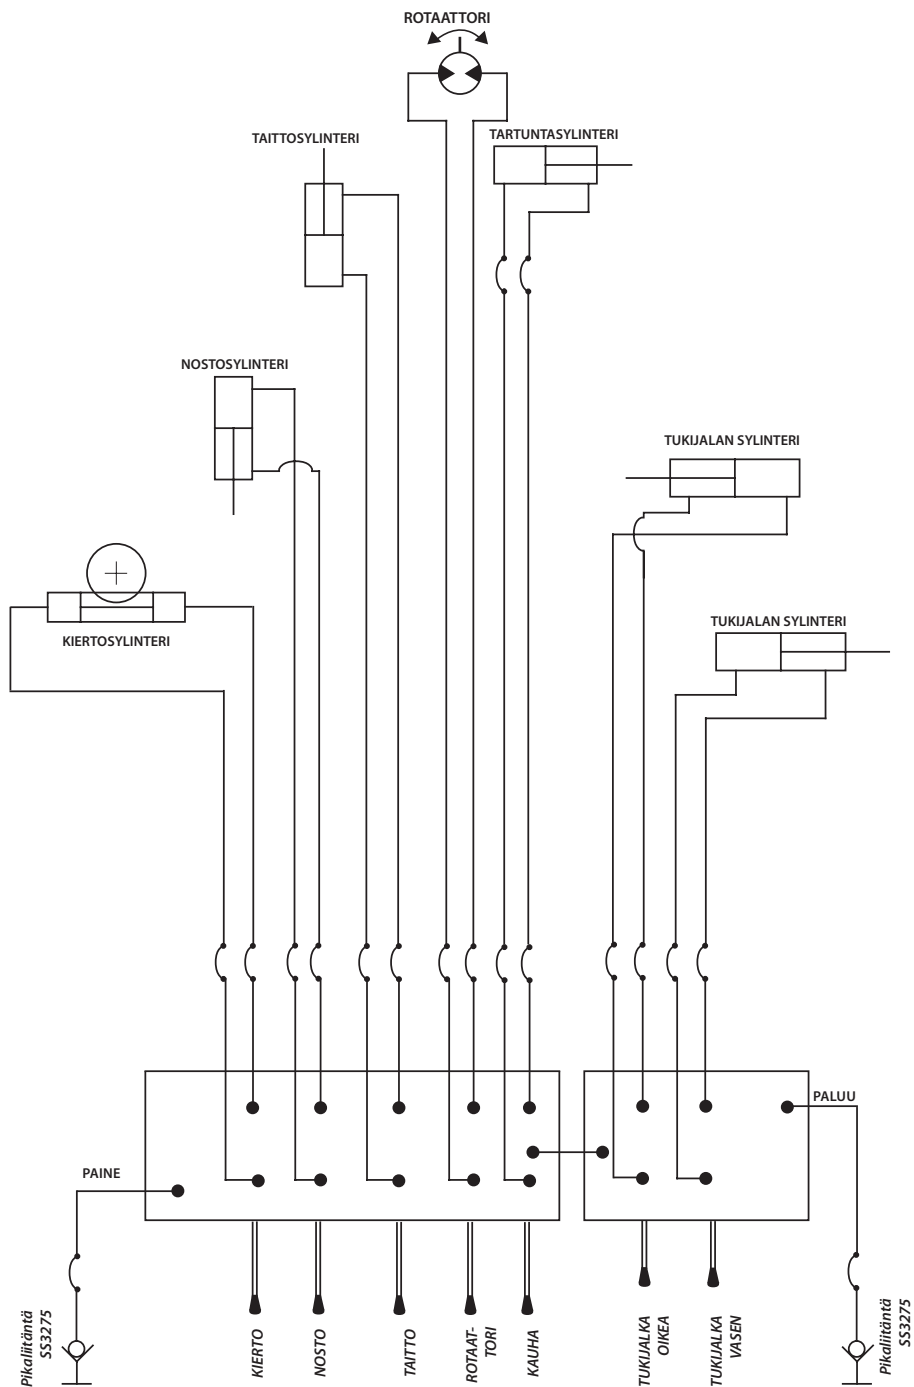 ROTAATTORI
TAITTOSYLINTERI
TARTUNTASYLINTERI
NOSTOSYLINTERI
TUKIJALAN SYLINTERI
TUKIJALAN SYLINTERI
KIERTOSYLINTERI
PALUU
PAINE
Pikaliitäntä
SS3275
KIERTO
NOSTO
TAITTO
ROTAAT-
TORI
KAUHA
TUKIJALKA
OIKEA
TUKIJALKA
VASEN
Pikaliitäntä
SS3275